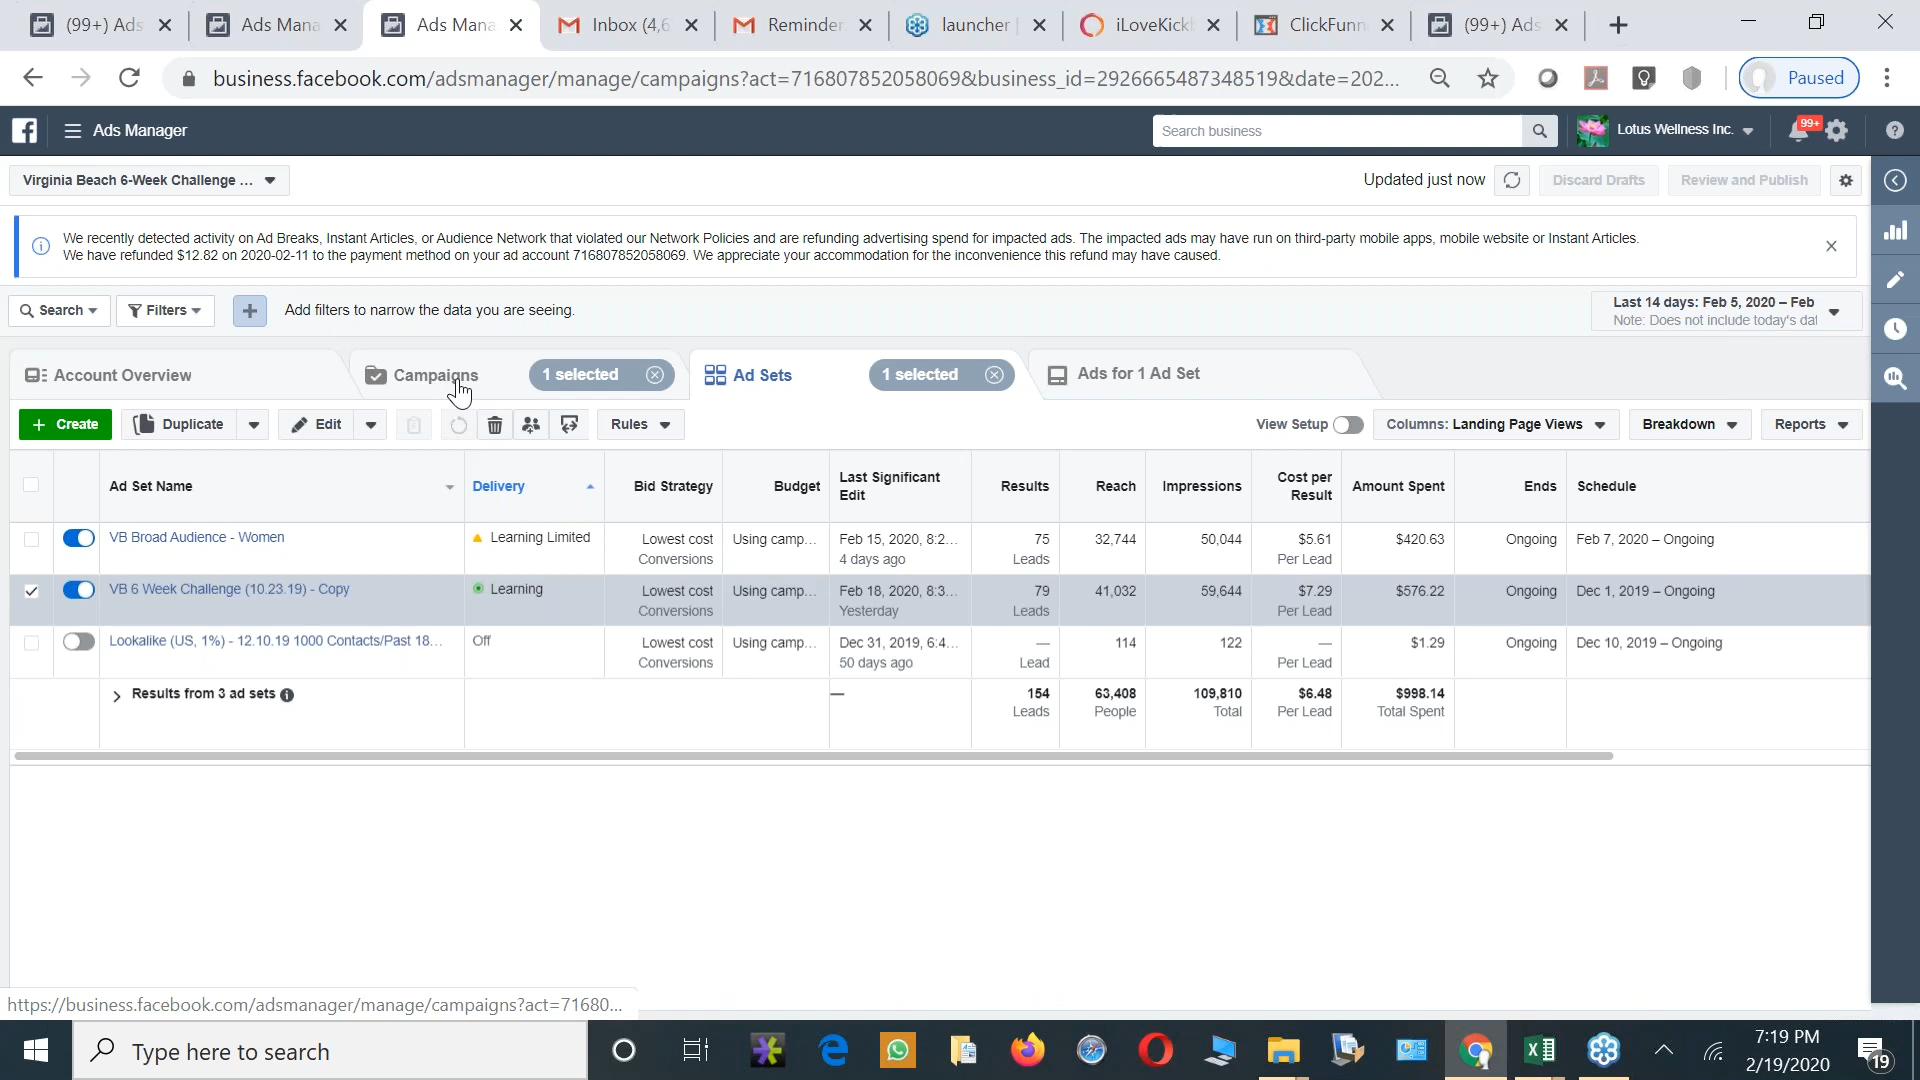 (99+) Ads
Ads Mana
Ads Mana
Inbox (4,6
Reminder
launcher
iLoveKickb
ClickFunn
(99+) Ads
business.facebook.com/adsmanager/manage/campaigns?act=716807852058069&business_id=2926665487348519&date=202...
Paused
Ads Manager
Search business
Lotus Wellness Inc.
99+
Virginia Beach 6-Week Challenge ...
Updated just now
Discard Drafts
Review and Publish
We recently detected activity on Ad Breaks, Instant Articles, or Audience Network that violated our Network Policies and are refunding advertising spend for impacted ads. The impacted ads may have run on third-party mobile apps, mobile website or Instant Articles.
We have refunded $12.82 on 2020-02-11 to the payment method on your ad account 716807852058069. We appreciate your accommodation for the inconvenience this refund may have caused.
Search
Filters
Add filters to narrow the data you are seeing.
Last 14 days: Feb 5, 2020 – Feb
Note: Does not include today's dat
Account Overview
Campaigns
1 selected
Ad Sets
1 selected
Ads for 1 Ad Set
+ Create
Duplicate
Edit
Rules
View Setup
Columns: Landing Page Views
Breakdown
Reports
Ad Set Name
Delivery
Bid Strategy
Budget
Last Significant
Edit
Results
Reach
Impressions
Cost per
Result
Amount Spent
Ends
Schedule
VB Broad Audience - Women
Learning Limited
Lowest cost
Conversions
Using camp...
Feb 15, 2020, 8:2...
4 days ago
75
Leads
32,744
50,044
$5.61
Per Lead
$420.63
Ongoing
Feb 7, 2020 – Ongoing
VB 6 Week Challenge (10.23.19) - Copy
Learning
Lowest cost
Conversions
Using camp...
Feb 18, 2020, 8:3...
Yesterday
79
Leads
41,032
59,644
$7.29
Per Lead
$576.22
Ongoing
Dec 1, 2019 – Ongoing
Lookalike (US, 1%) - 12.10.19 1000 Contacts/Past 18...
Off
Lowest cost
Conversions
Using camp...
Dec 31, 2019, 6:4...
50 days ago
—
Lead
114
122
—
Per Lead
$1.29
Ongoing
Dec 10, 2019 – Ongoing
Results from 3 ad sets
—
154
Leads
63,408
People
109,810
Total
$6.48
Per Lead
$998.14
Total Spent
https://business.facebook.com/adsmanager/manage/campaigns?act=71680...
Type here to search
7:19 PM
2/19/2020
19